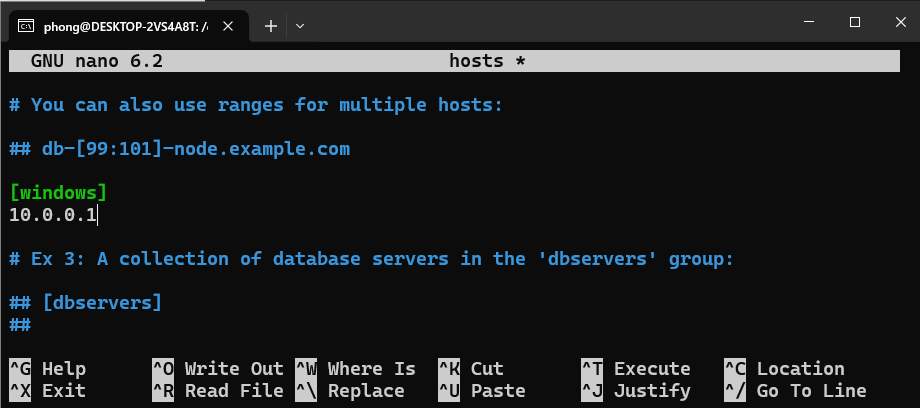 phong@DESKTOP-2VS4A8T: /
GNU nano 6.2 hosts *
# You can also use ranges for multiple hosts:
## db-[99:101]-node.example.com
[windows]
10.0.0.1
# Ex 3: A collection of database servers in the 'dbservers' group:
## [dbservers]
##
^G Help ^O Write Out ^W Where Is ^K Cut ^T Execute ^C Location
^X Exit ^R Read File ^\ Replace ^U Paste ^J Justify ^/ Go To Line